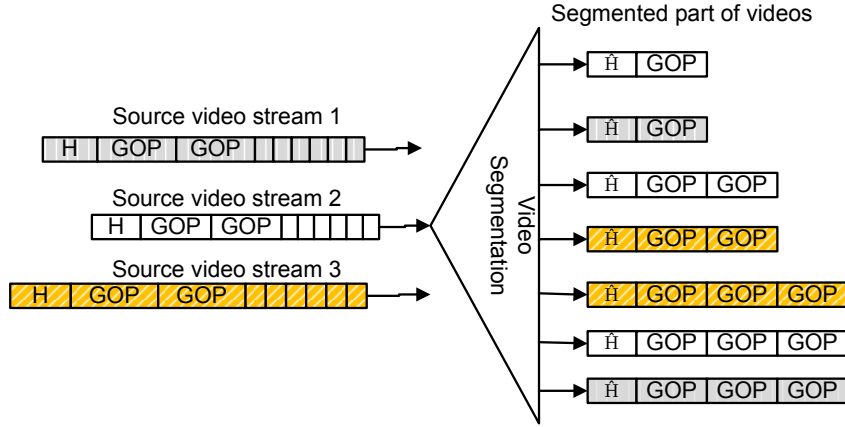 Segmented part of videos
Ĥ GOP
Source video stream 1
H GOP GOP
Ĥ GOP
Source video stream 2
H GOP GOP
Ĥ GOP GOP
Video
Segmentation
Source video stream 3
H GOP GOP
Ĥ GOP GOP
Ĥ GOP GOP GOP
Ĥ GOP GOP GOP
Ĥ GOP GOP GOP